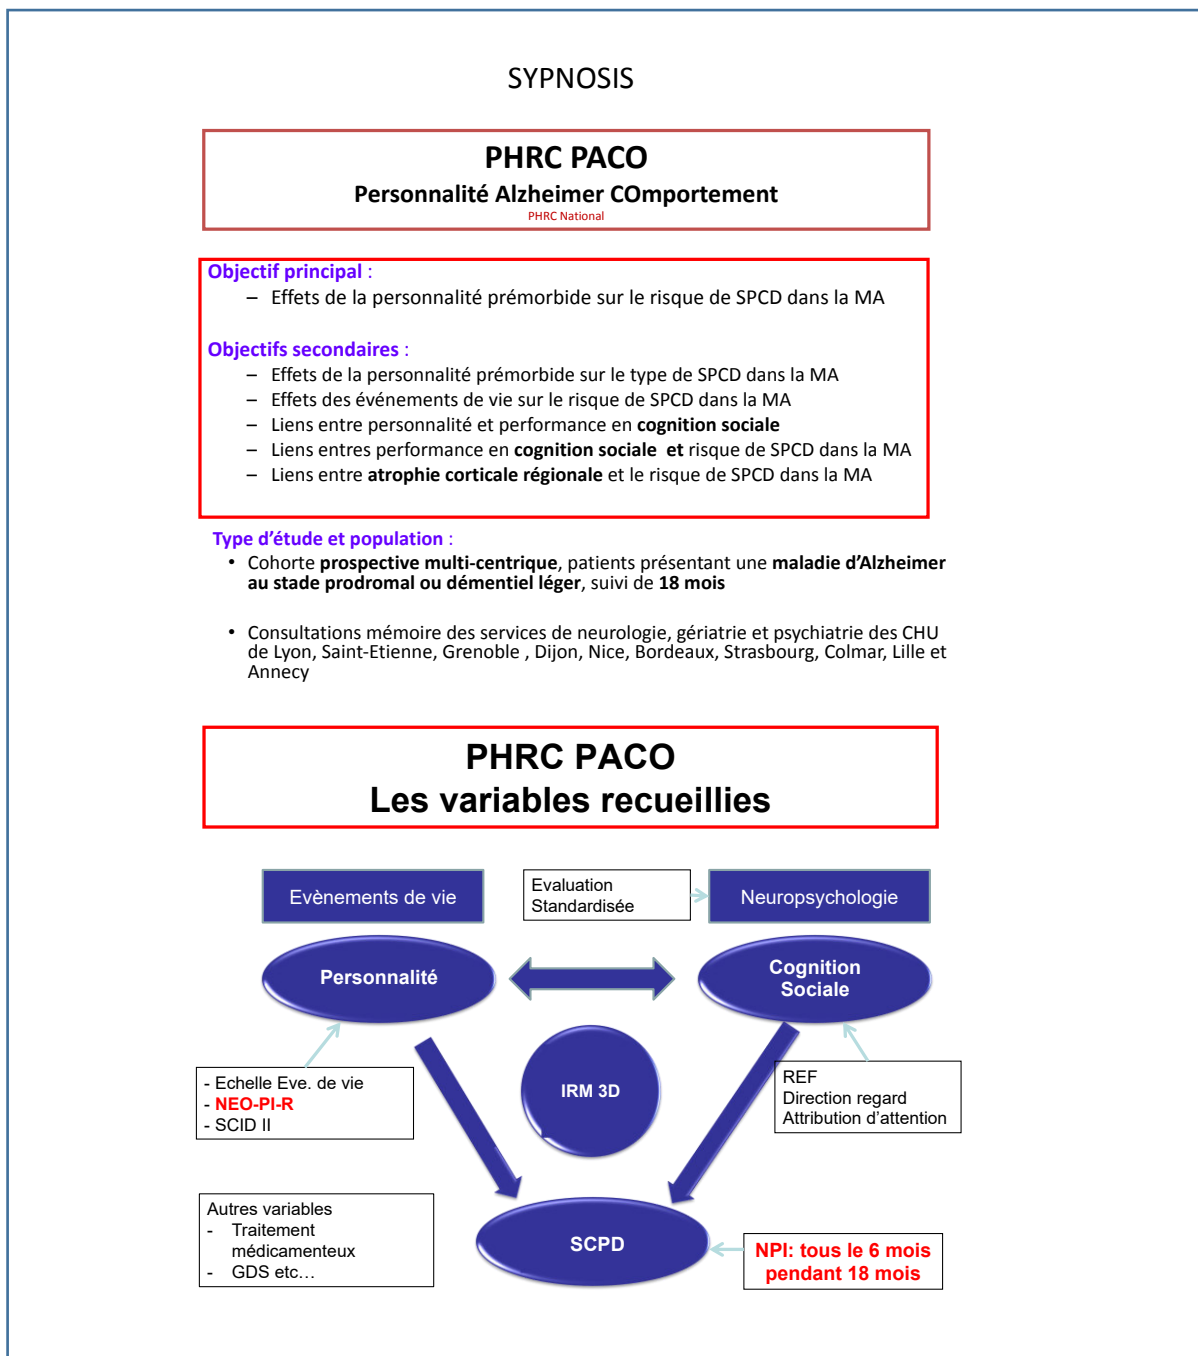 SYPNOSIS
PHRC PACO
Personnalité Alzheimer COmportement
PHRC National
Objectif principal :
– Effets de la personnalité prémorbide sur le risque de SPCD dans la MA
Objectifs secondaires :
– Effets de la personnalité prémorbide sur le type de SPCD dans la MA
– Effets des événements de vie sur le risque de SPCD dans la MA
– Liens entre personnalité et performance en cognition sociale
– Liens entres performance en cognition sociale et risque de SPCD dans la MA
– Liens entre atrophie corticale régionale et le risque de SPCD dans la MA
Type d’étude et population :
• Cohorte prospective multi-centrique, patients présentant une maladie d’Alzheimer
au stade prodromal ou démentiel léger, suivi de 18 mois
• Consultations mémoire des services de neurologie, gériatrie et psychiatrie des CHU
de Lyon, Saint-Etienne, Grenoble , Dijon, Nice, Bordeaux, Strasbourg, Colmar, Lille et
Annecy
PHRC PACO
Les variables recueillies
Evènements de vie
Evaluation
Standardisée
Neuropsychologie
Personnalité
Cognition
Sociale
- Echelle Eve. de vie
- NEO-PI-R
- SCID II
IRM 3D
REF
Direction regard
Attribution d’attention
Autres variables
- Traitement
médicamenteux
- GDS etc…
SCPD
NPI: tous le 6 mois
pendant 18 mois